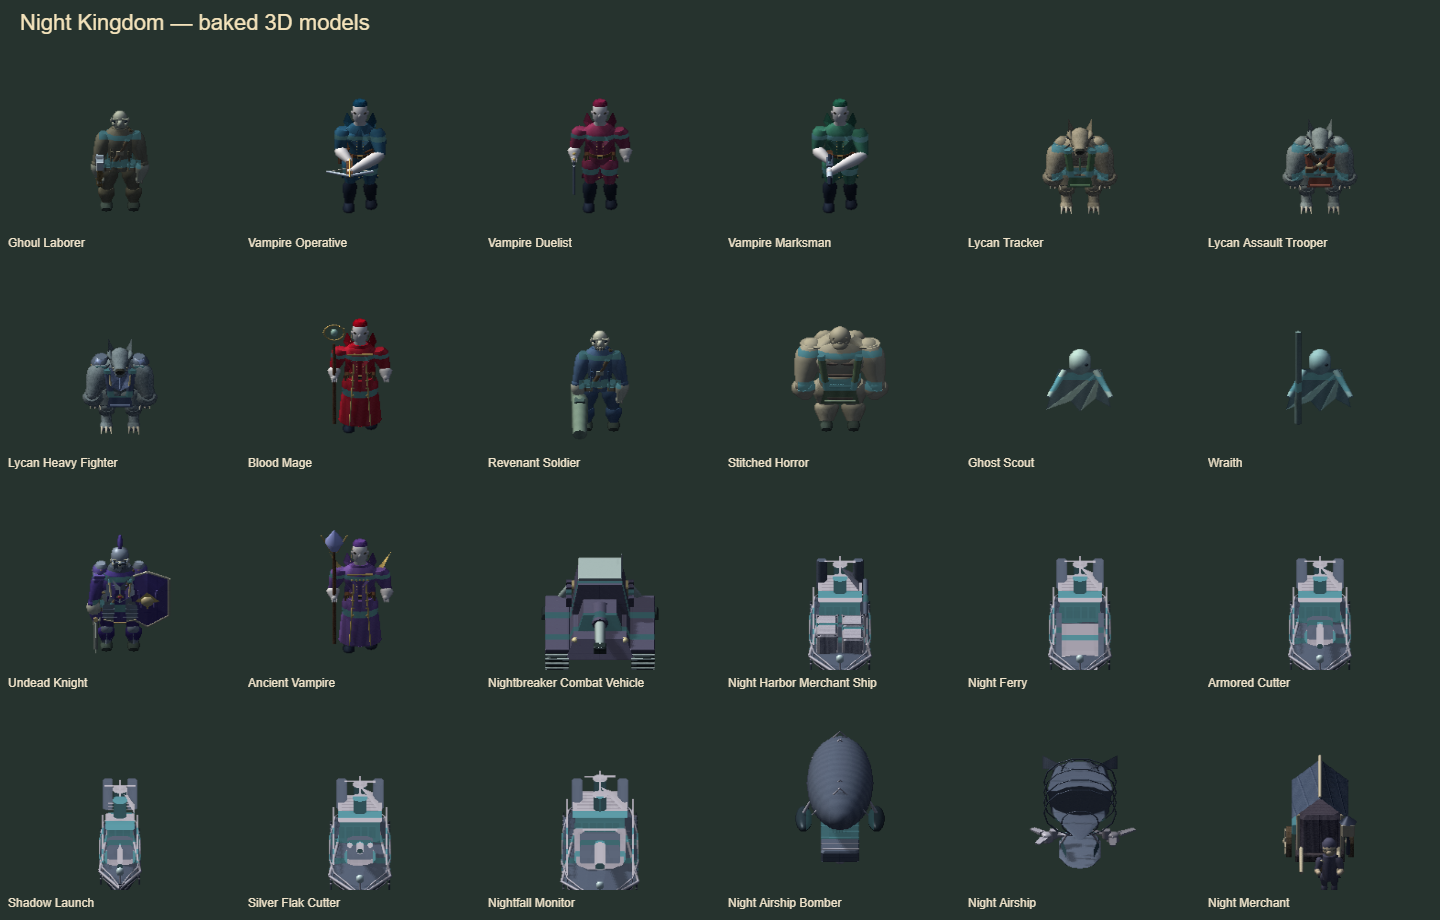 Night Kingdom — baked 3D models
Ghoul Laborer
Vampire Operative
Vampire Duelist
Vampire Marksman
Lycan Tracker
Lycan Assault Trooper
Lycan Heavy Fighter
Blood Mage
Revenant Soldier
Stitched Horror
Ghost Scout
Wraith
Undead Knight
Ancient Vampire
Nightbreaker Combat Vehicle
Night Harbor Merchant Ship
Night Ferry
Armored Cutter
Shadow Launch
Silver Flak Cutter
Nightfall Monitor
Night Airship Bomber
Night Airship
Night Merchant